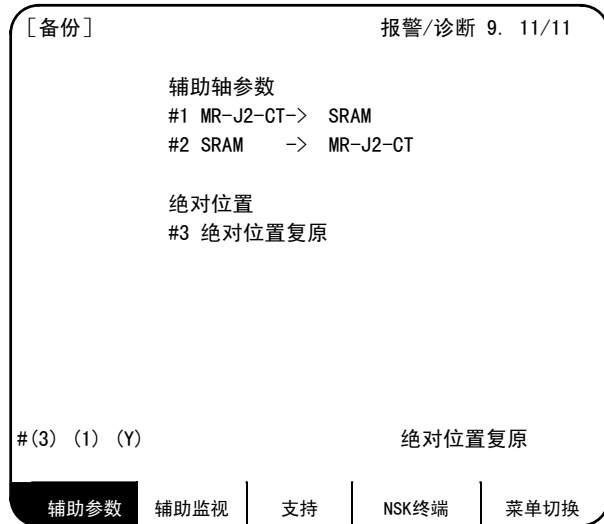 [备份] 报警/诊断 9. 11/11
辅助轴参数
#1 MR-J2-CT-> SRAM
#2 SRAM -> MR-J2-CT
绝对位置
#3 绝对位置复原
#(3) (1) (Y) 绝对位置复原
辅助参数 辅助监视 支持 NSK终端 菜单切换